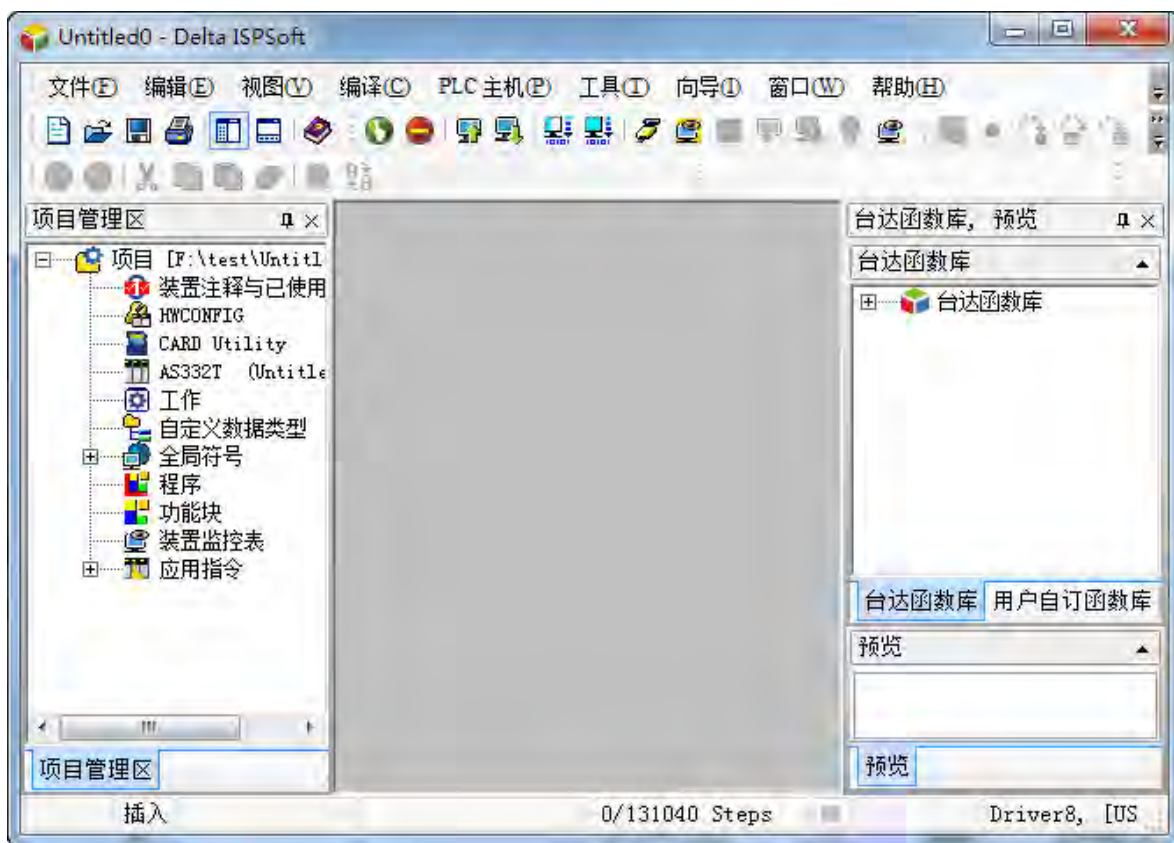 Untitled0 - Delta ISPSoft
文件(F) 编辑(E) 视图(V) 编译(C) PLC 主机(P) 工具(T) 向导(I) 窗口(W) 帮助(H)
项目管理区
项目 [F:\test\Untitl
装置注释与已使用
HWCONFIG
CARD Utility
AS332T (Untitle
工作
自定义数据类型
全局符号
程序
功能块
装置监控表
应用指令
项目管理区
台达函数库, 预览
台达函数库
台达函数库
台达函数库 用户自订函数库
预览
预览
插入 0/131040 Steps Driver8, [US